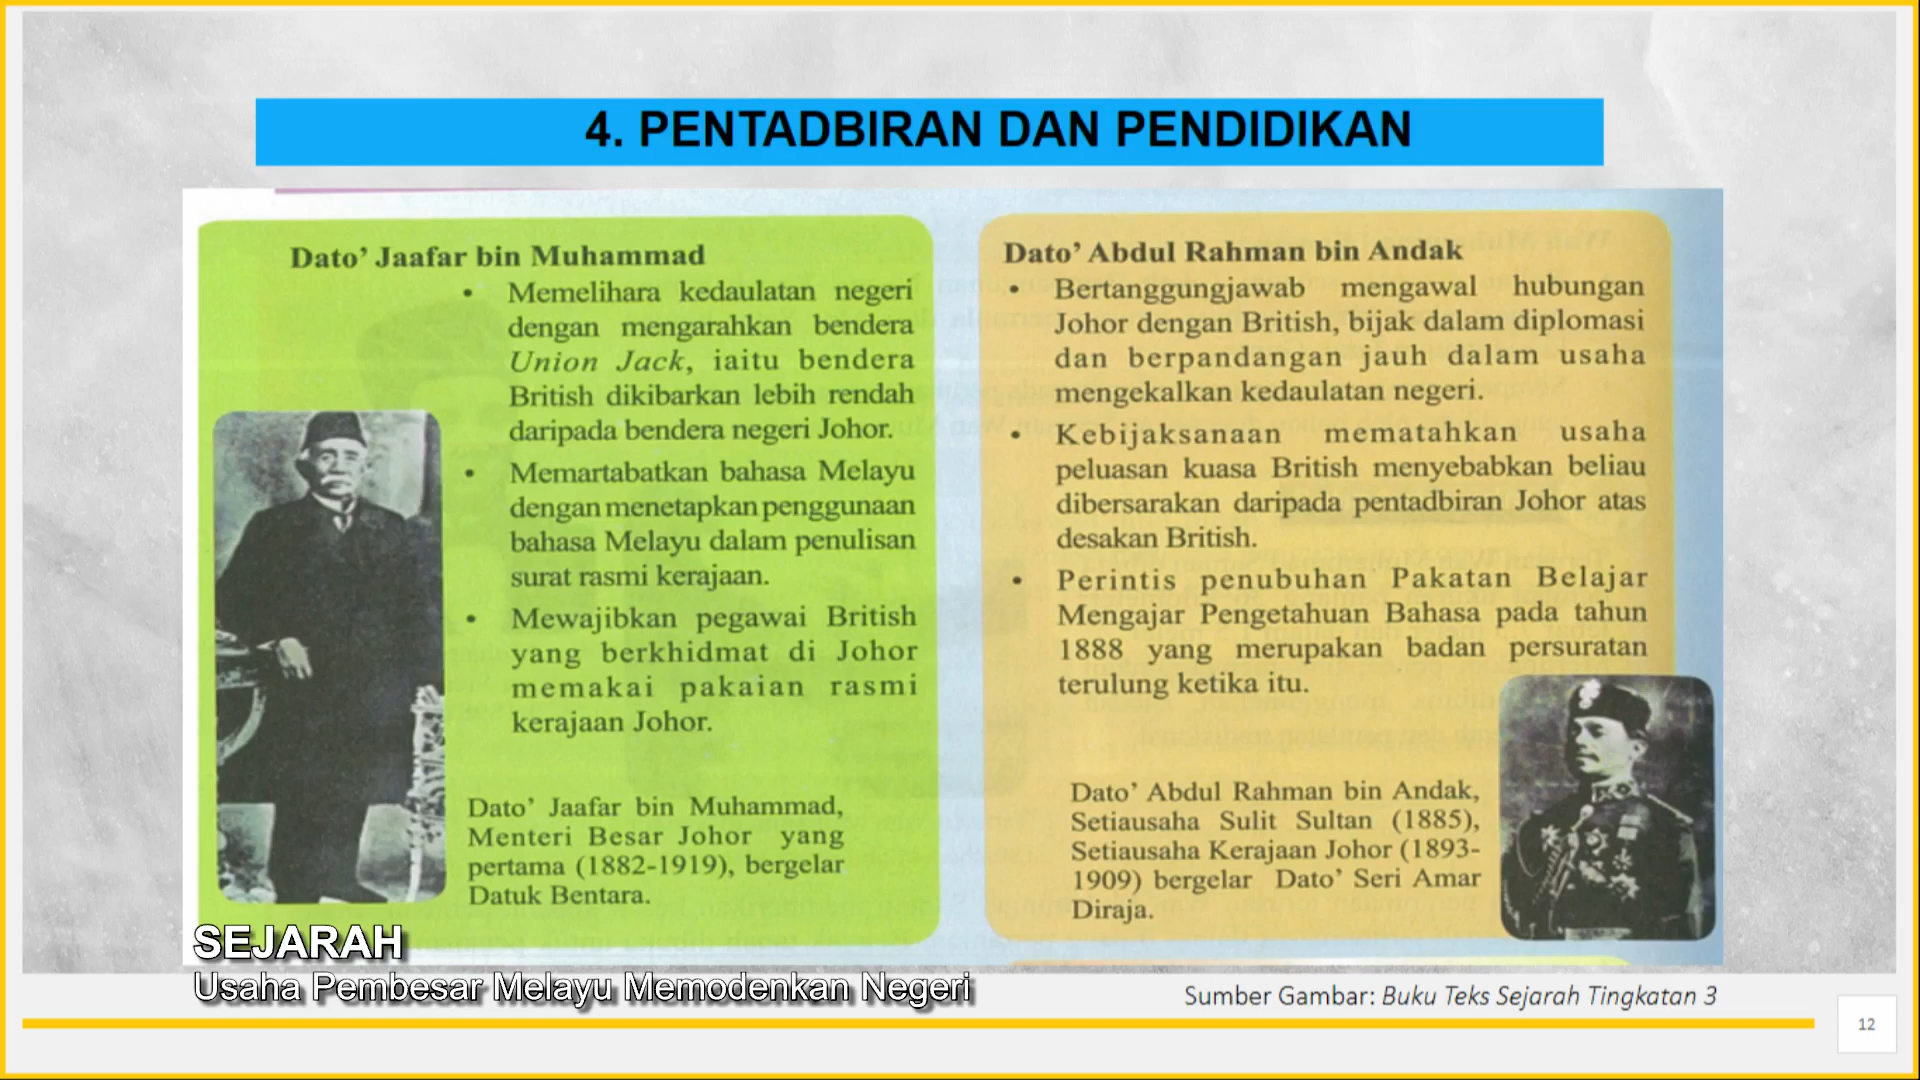 4. PENTADBIRAN DAN PENDIDIKAN
Dato' Jaafar bin Muhammad
• Memelihara kedaulatan negeri
dengan mengarahkan bendera
Union Jack, iaitu bendera
British dikibarkan lebih rendah
daripada bendera negeri Johor.
• Memartabatkan bahasa Melayu
dengan menetapkan penggunaan
bahasa Melayu dalam penulisan
surat rasmi kerajaan.
• Mewajibkan pegawai British
yang berkhidmat di Johor
memakai pakaian rasmi
kerajaan Johor.
Dato' Jaafar bin Muhammad,
Menteri Besar Johor yang
pertama (1882-1919), bergelar
Datuk Bentara.
Dato' Abdul Rahman bin Andak
• Bertanggungjawab mengawal hubungan
Johor dengan British, bijak dalam diplomasi
dan berpandangan jauh dalam usaha
mengekalkan kedaulatan negeri.
• Kebijaksanaan mematahkan usaha
peluasan kuasa British menyebabkan beliau
dibersarakan daripada pentadbiran Johor atas
desakan British.
• Perintis penubuhan Pakatan Belajar
Mengajar Pengetahuan Bahasa pada tahun
1888 yang merupakan badan persuratan
terulung ketika itu.
Dato' Abdul Rahman bin Andak,
Setiausaha Sulit Sultan (1885),
Setiausaha Kerajaan Johor (1893-
1909) bergelar Dato' Seri Amar
Diraja.
SEJARAH
Usaha Pembesar Melayu Memodenkan Negeri
Sumber Gambar: Buku Teks Sejarah Tingkatan 3
12